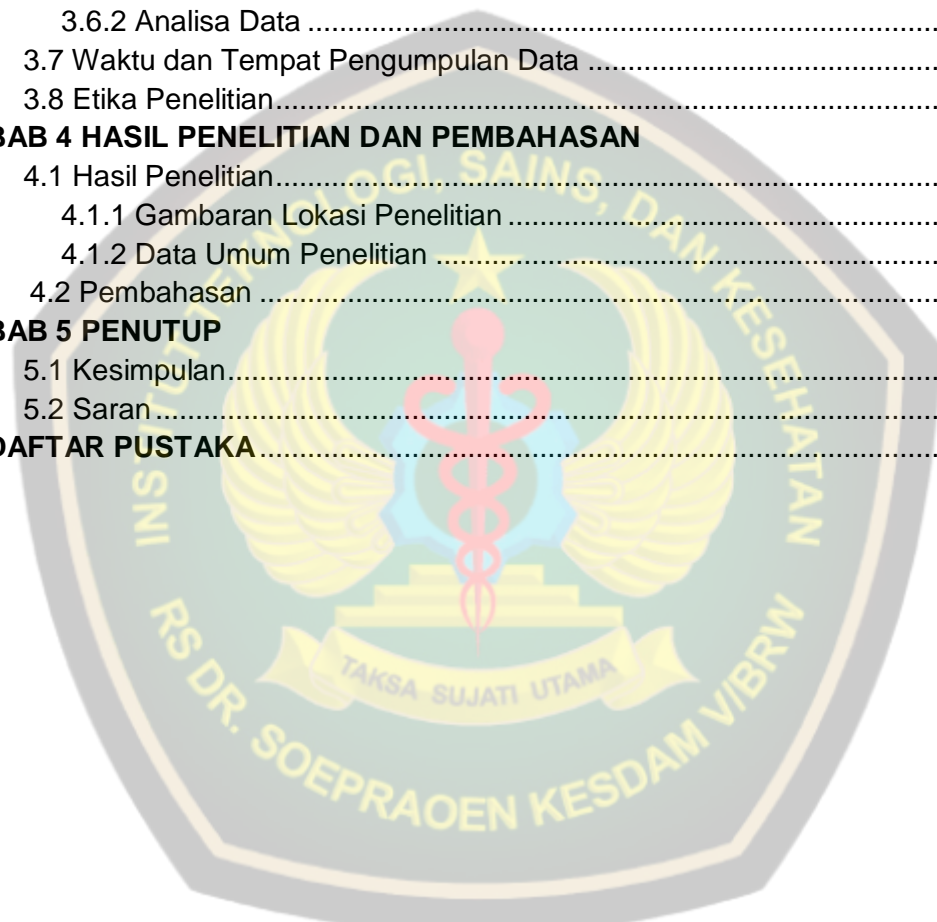 3.6.2 Analisa Data ....................................................................................
3.7 Waktu dan Tempat Pengumpulan Data ............................................
3.8 Etika Penelitian...................................................................................
BAB 4 HASIL PENELITIAN DAN PEMBAHASAN
4.1 Hasil Penelitian...................................................................................
4.1.1 Gambaran Lokasi Penelitian ......................................................
4.1.2 Data Umum Penelitian ...............................................................
4.2 Pembahasan .....................................................................................
BAB 5 PENUTUP
5.1 Kesimpulan.........................................................................................
5.2 Saran ..................................................................................................
DAFTAR PUSTAKA.....................................................................................
INSTITUT TEKNOLOGI, SAINS, DAN KESEHATAN
TAKSA SUJATI UTAMA
RS DR. SOEPRAOEN KESDAM V/BRW